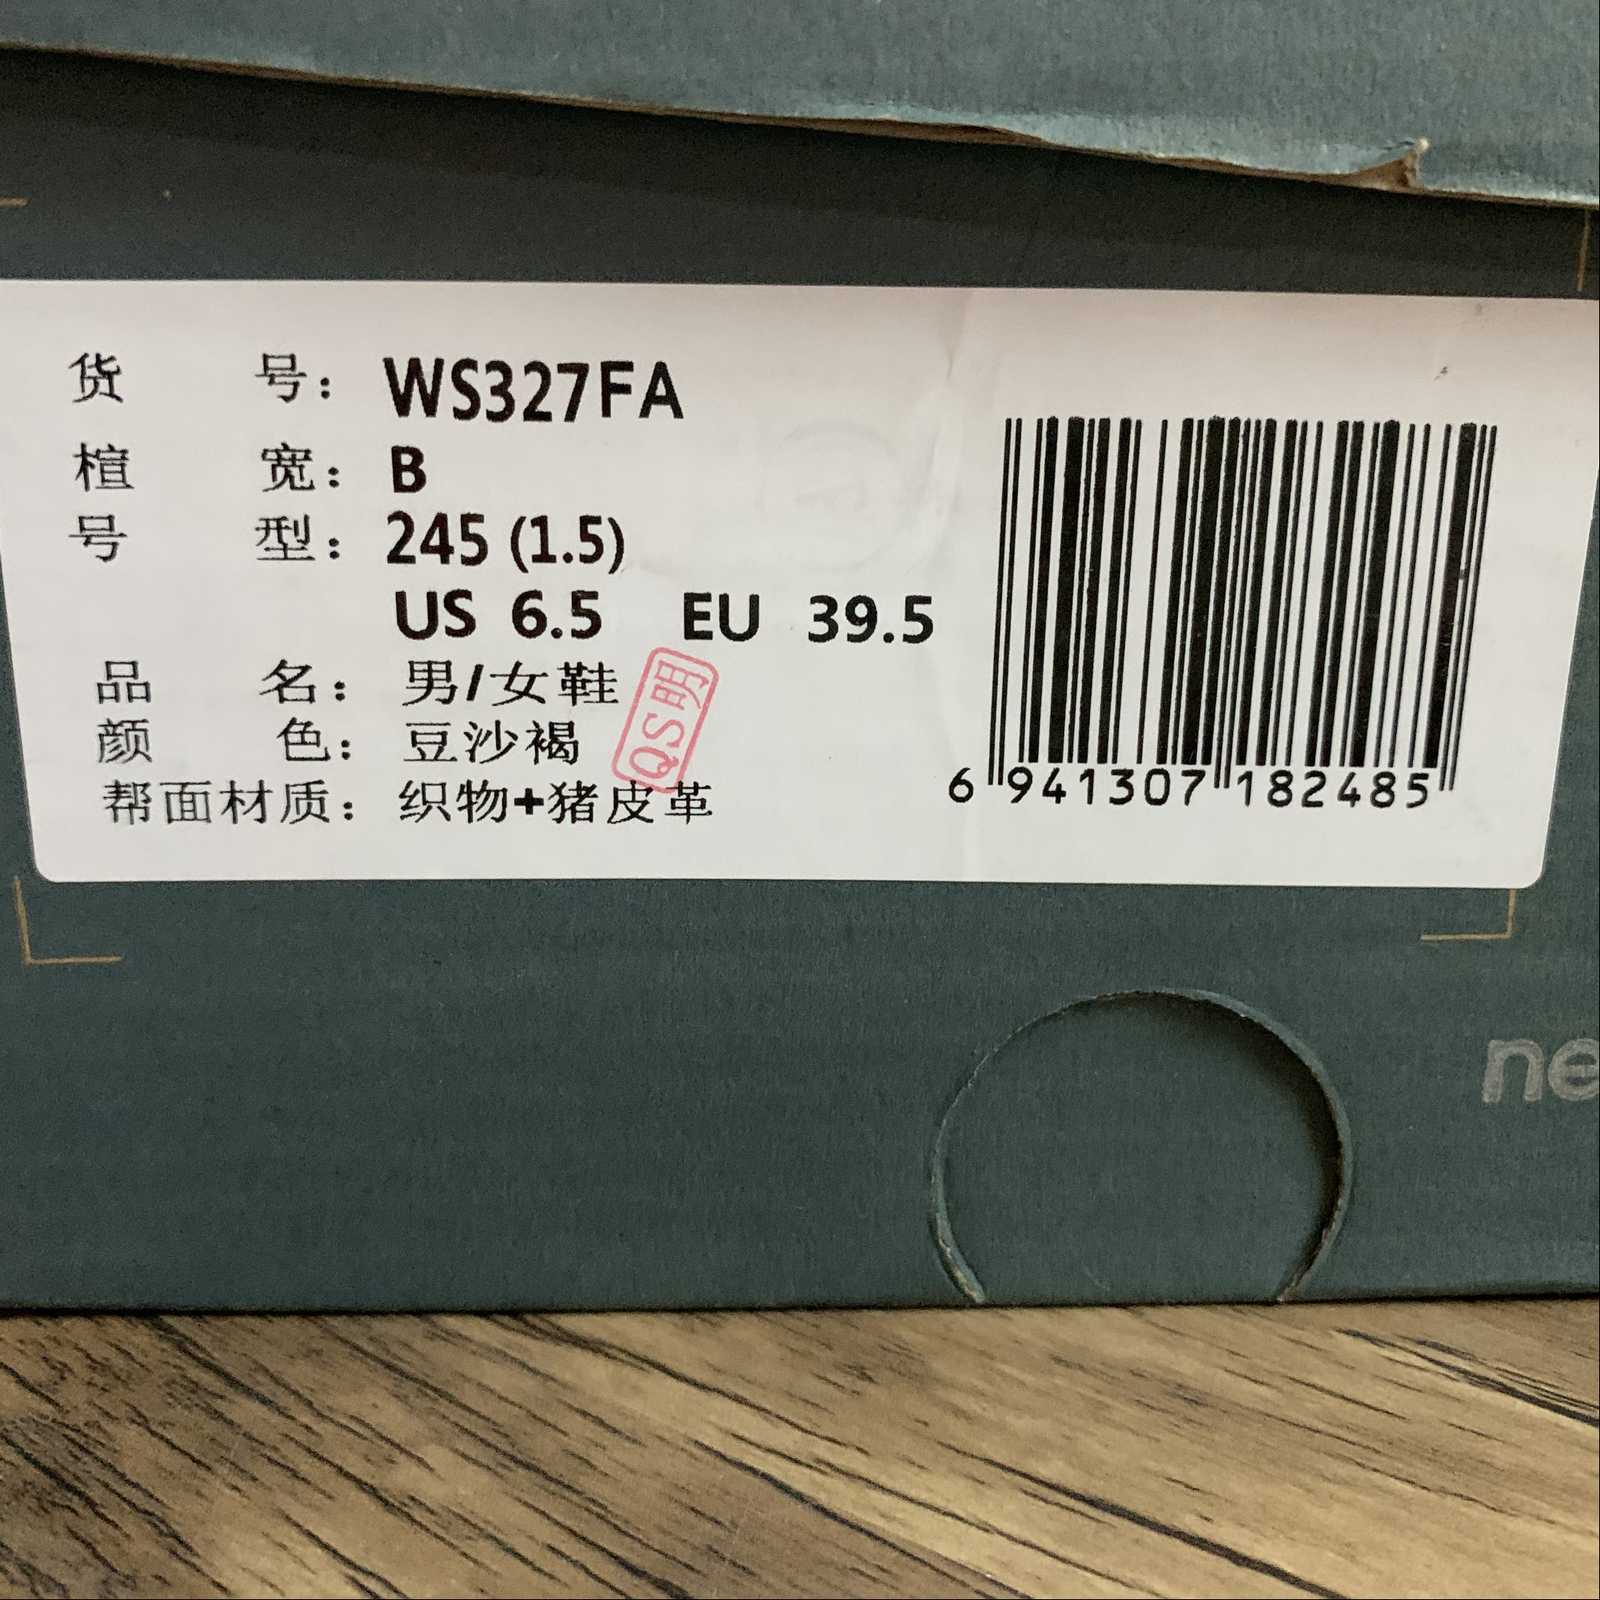 货号：WS327FA
楦宽：B
号型：245 (1.5)
US 6.5 EU 39.5
品名：男/女鞋
颜色：豆沙褐
帮面材质：织物+猪皮革
QS明
6 941307 182485
ne